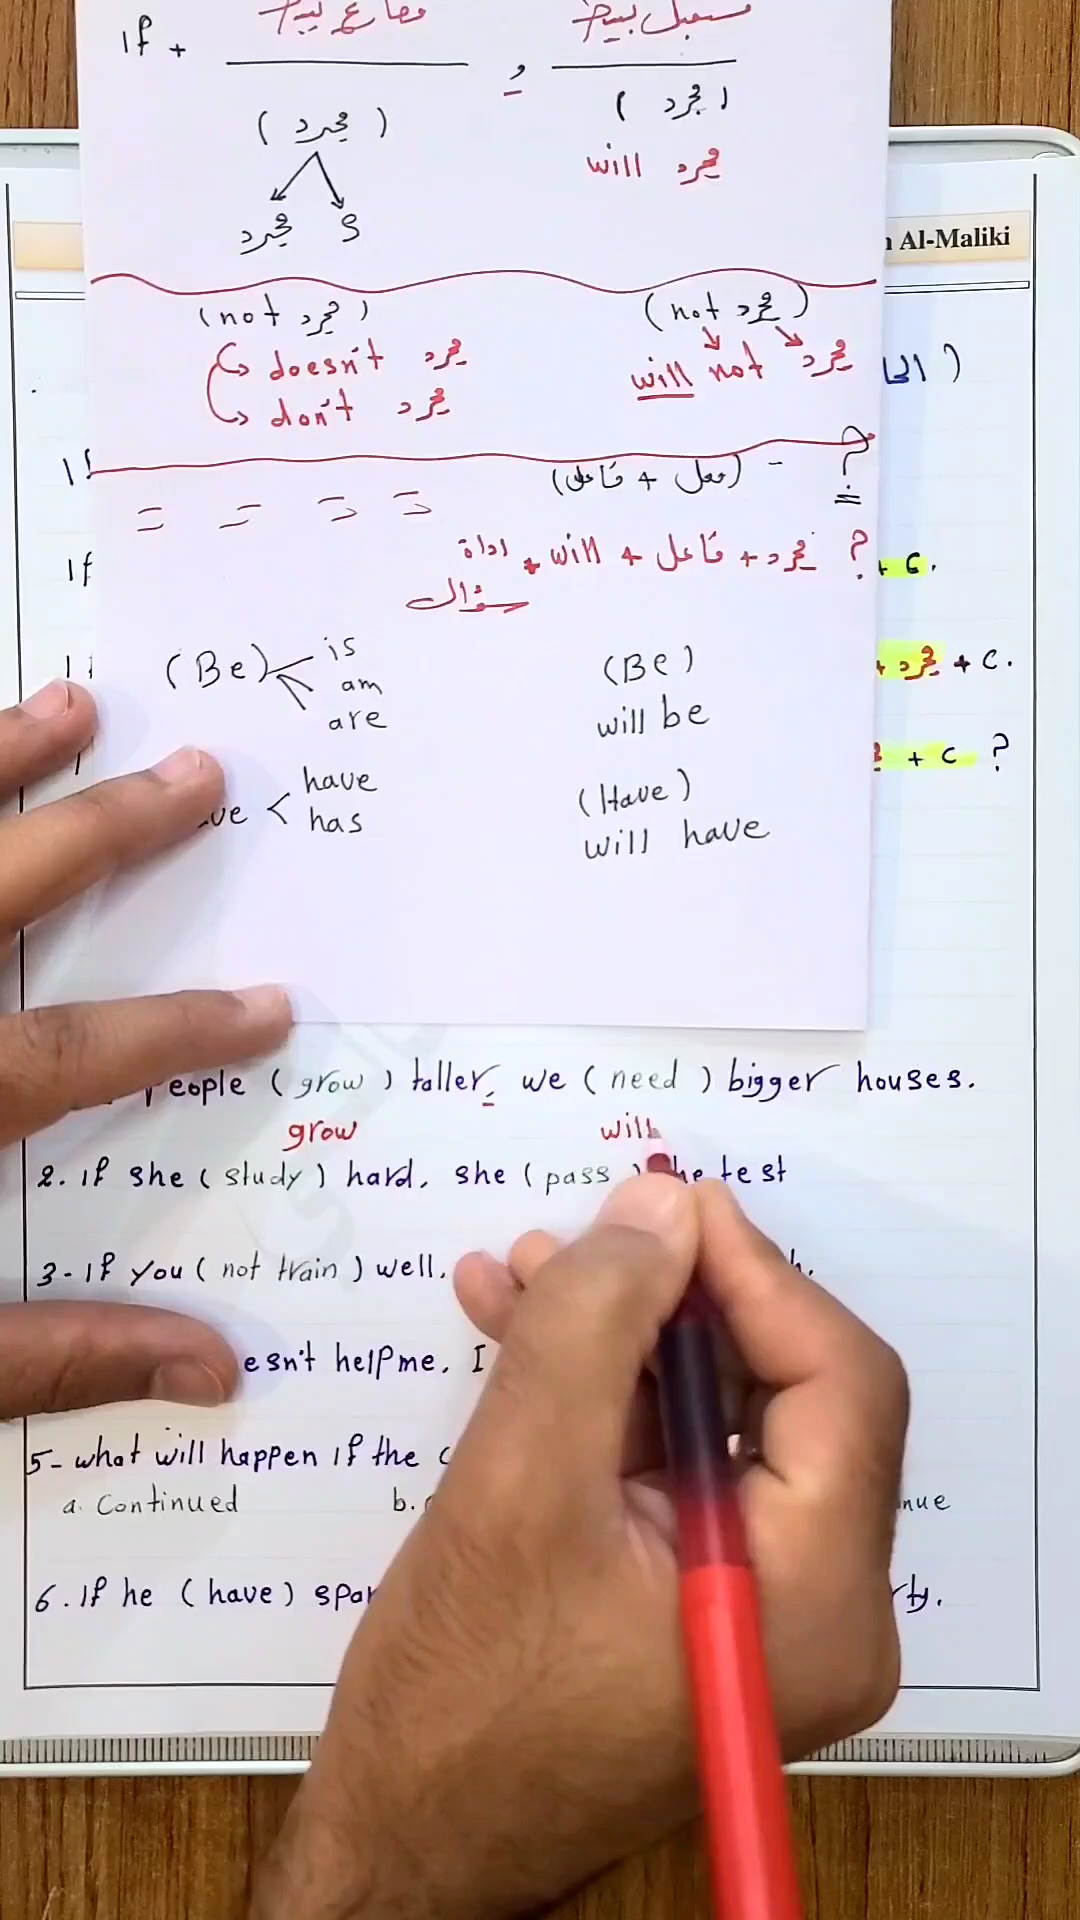 مضارع بسيط مستقبل بسيط
If + ،
( مجرد ) ( مجرد )
will مجرد
مجرد S
Al-Maliki
(not مجرد) (not مجرد)
doesn't مجرد will not مجرد
don't مجرد
)
If
(فعل + فاعل) - ?
If
اداة + will + فاعل + مجرد ?
سؤال
+ C.
(Be) is am are
(Be)
will be
+ مجرد + C.
+ C ?
have has
(Have)
will have
People (grow) taller, we (need) bigger houses.
grow will
2. If she (study) hard, she (pass) test
3- If you (not train) well,
help me, I
5- what will happen if the
a. Continued b.
6. If he (have)